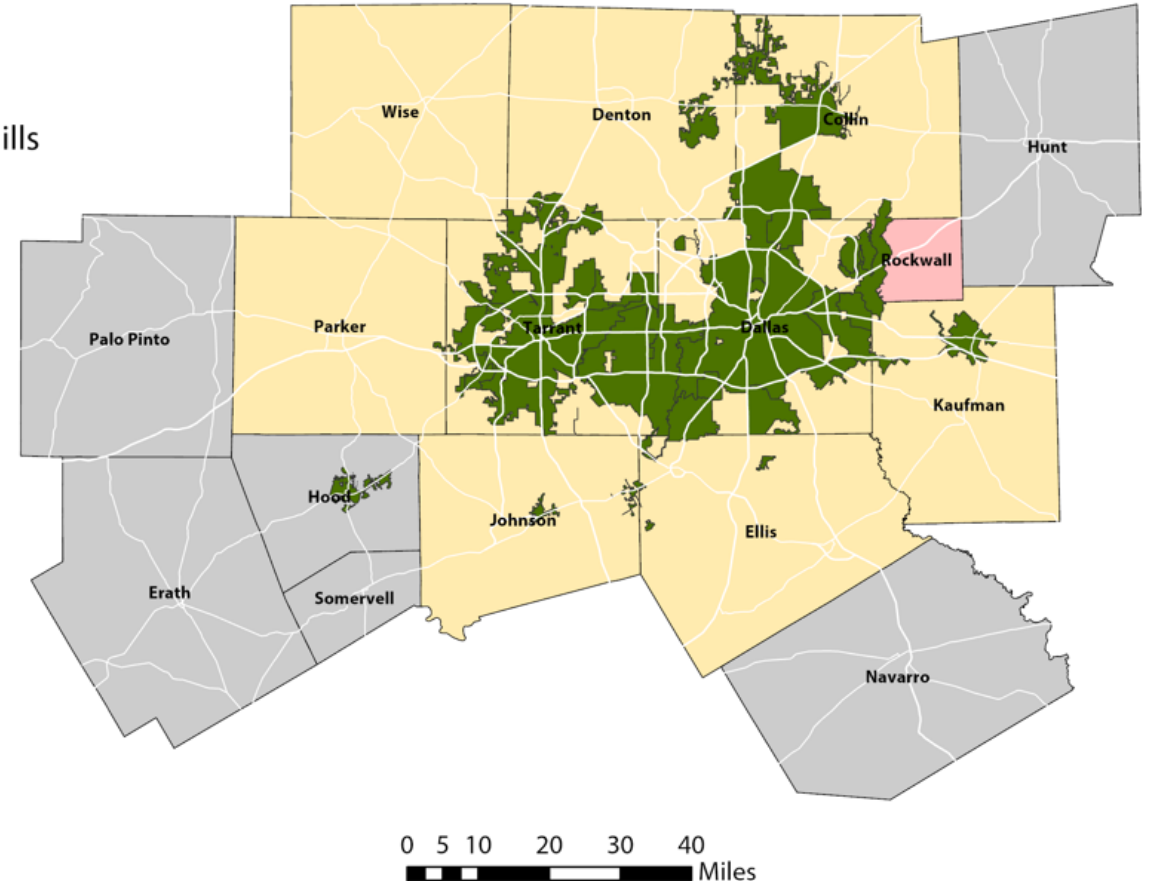 ills
Wise
Denton
Collin
Hunt
Rockwall
Palo Pinto
Parker
Tarrant
Dallas
Kaufman
Hood
Johnson
Ellis
Erath
Somervell
Navarro
0 5 10 20 30 40
Miles